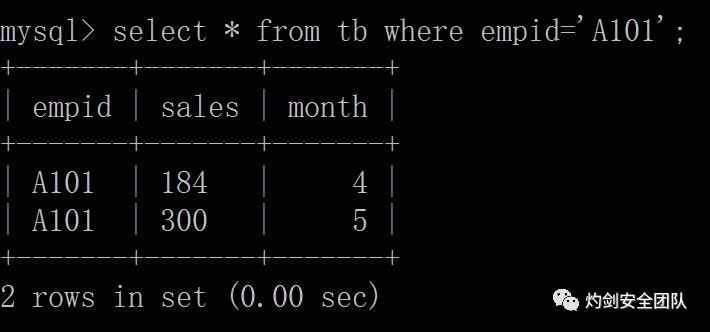 mysql> select * from tb where empid='A101';
+-------+-------+-------+
| empid | sales | month |
+-------+-------+-------+
| A101  | 184   |     4 |
| A101  | 300   |     5 |
+-------+-------+-------+
2 rows in set (0.00 sec)
灼剑安全团队